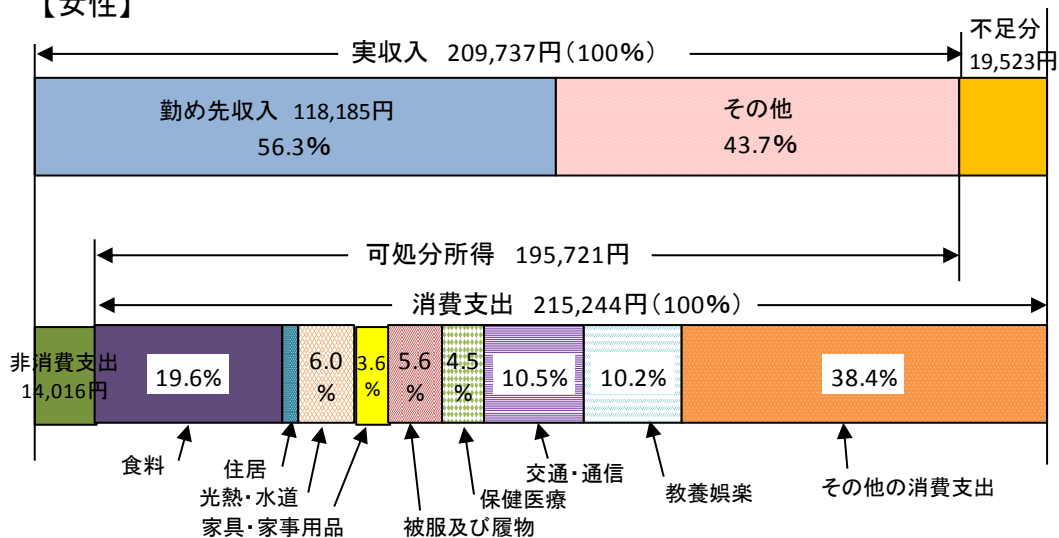 【女性】
不足分
19,523円
実収入 209,737円(100%)
勤め先収入 118,185円
56.3%
その他
43.7%
可処分所得 195,721円
消費支出 215,244円(100%)
非消費支出
14,016円
19.6%
6.0
%
3.6
%
5.6
%
4.5
%
10.5%
10.2%
38.4%
食料
住居
光熱・水道
家具・家事用品
被服及び履物
保健医療
交通・通信
教養娯楽
その他の消費支出